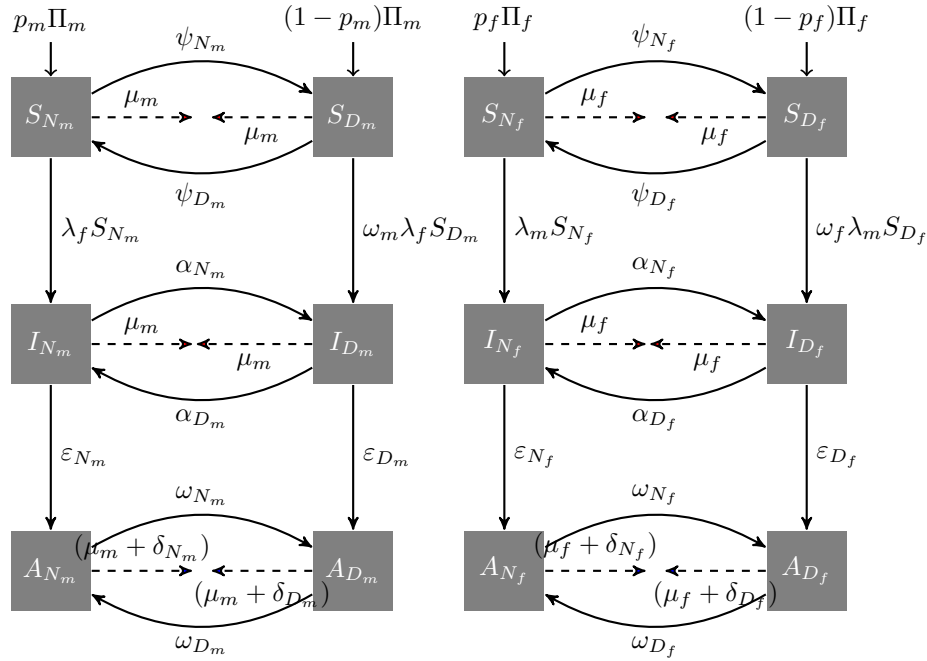 p_m Π_m (1 − p_m)Π_m p_f Π_f (1 − p_f)Π_f
ψ_{N_m} ψ_{N_f}
S_{N_m} μ_m μ_m S_{D_m} S_{N_f} μ_f μ_f S_{D_f}
ψ_{D_m} ψ_{D_f}
λ_f S_{N_m} ω_m λ_f S_{D_m} λ_m S_{N_f} ω_f λ_m S_{D_f}
α_{N_m} α_{N_f}
I_{N_m} μ_m μ_m I_{D_m} I_{N_f} μ_f μ_f I_{D_f}
α_{D_m} α_{D_f}
ε_{N_m} ε_{D_m} ε_{N_f} ε_{D_f}
ω_{N_m} ω_{N_f}
A_{N_m} (μ_m + δ_{N_m}) (μ_m + δ_{D_m}) A_{D_m} A_{N_f} (μ_f + δ_{N_f}) (μ_f + δ_{D_f}) A_{D_f}
ω_{D_m} ω_{D_f}